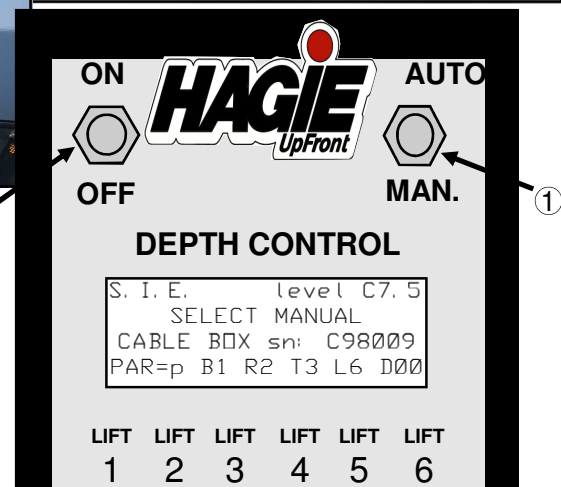 ON HAGIE AUTO
UpFront
OFF MAN.
1
DEPTH CONTROL
S. I. E. level C7. 5
SELECT MANUAL
CABLE BOX sn: C98009
PAR=p B1 R2 T3 L6 D00
LIFT LIFT LIFT LIFT LIFT LIFT
1 2 3 4 5 6